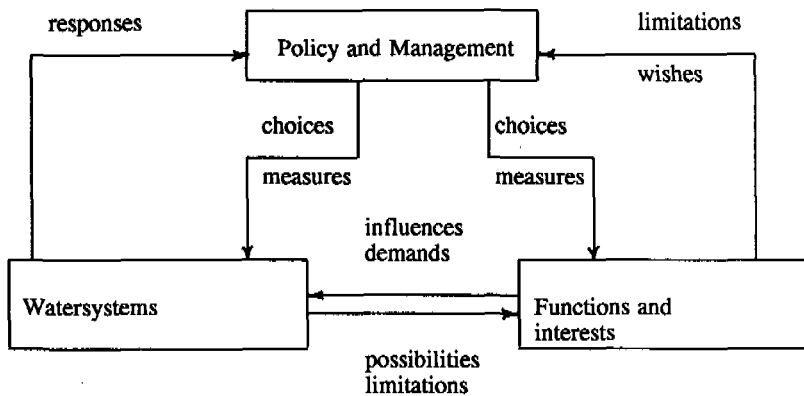 responses
limitations
Policy and Management
wishes
choices
choices
measures
measures
influences
demands
Watersystems
Functions and
interests
possibilities
limitations